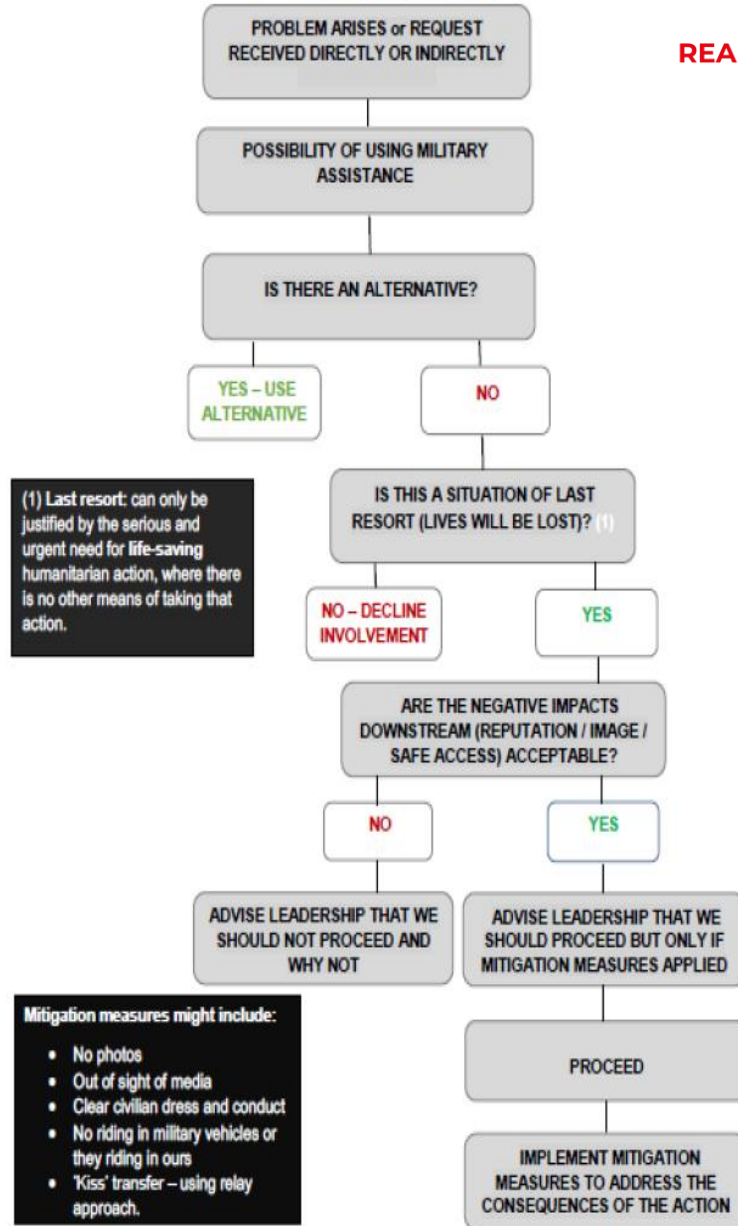 PROBLEM ARISES or REQUEST
RECEIVED DIRECTLY OR INDIRECTLY
REA
POSSIBILITY OF USING MILITARY
ASSISTANCE
IS THERE AN ALTERNATIVE?
YES – USE
ALTERNATIVE
NO
(1) Last resort: can only be
justified by the serious and
urgent need for life-saving
humanitarian action, where there
is no other means of taking that
action.
IS THIS A SITUATION OF LAST
RESORT (LIVES WILL BE LOST)? (1)
NO – DECLINE
INVOLVEMENT
YES
ARE THE NEGATIVE IMPACTS
DOWNSTREAM (REPUTATION / IMAGE /
SAFE ACCESS) ACCEPTABLE?
NO
YES
ADVISE LEADERSHIP THAT WE
SHOULD NOT PROCEED AND
WHY NOT
ADVISE LEADERSHIP THAT WE
SHOULD PROCEED BUT ONLY IF
MITIGATION MEASURES APPLIED
Mitigation measures might include:
• No photos
• Out of sight of media
• Clear civilian dress and conduct
• No riding in military vehicles or
they riding in ours
• 'Kiss' transfer – using relay
approach.
PROCEED
IMPLEMENT MITIGATION
MEASURES TO ADDRESS THE
CONSEQUENCES OF THE ACTION